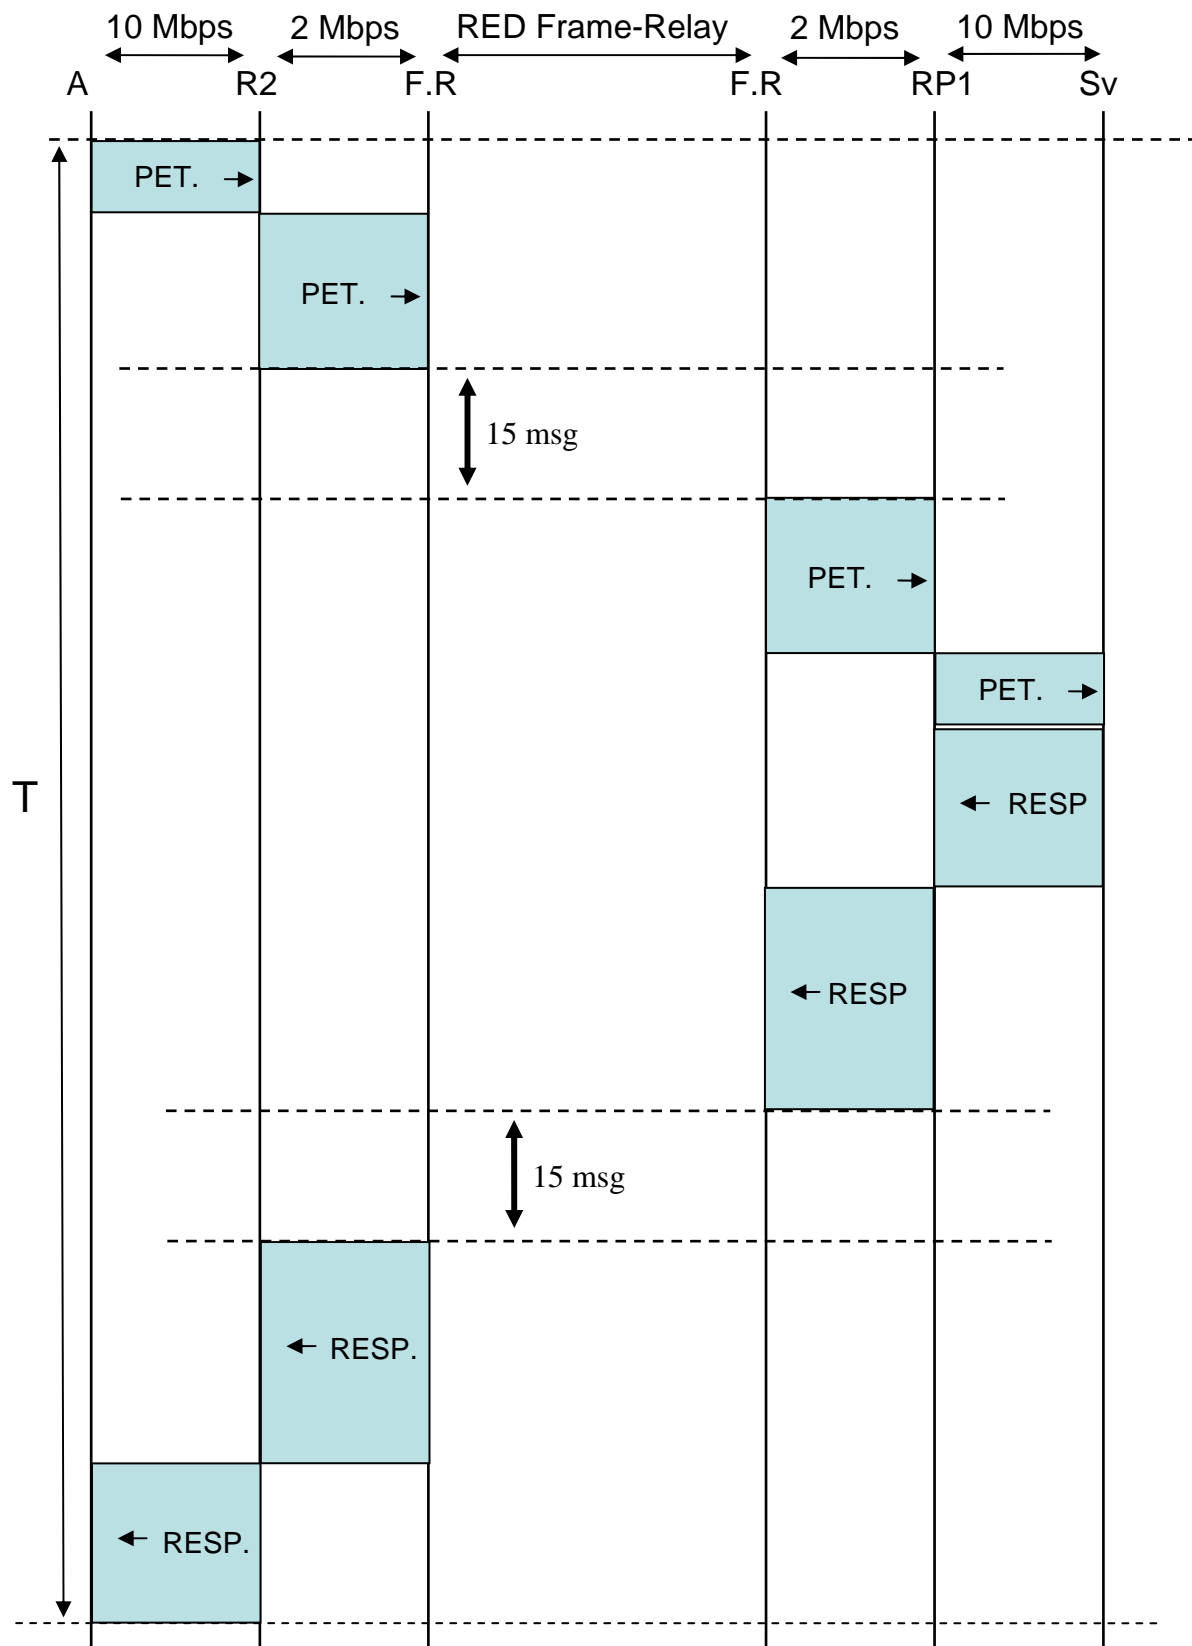 10 Mbps 2 Mbps RED Frame-Relay 2 Mbps 10 Mbps
A R2 F.R F.R RP1 Sv
PET.
PET.
15 msg
PET.
PET.
T
RESP
RESP
15 msg
RESP.
RESP.